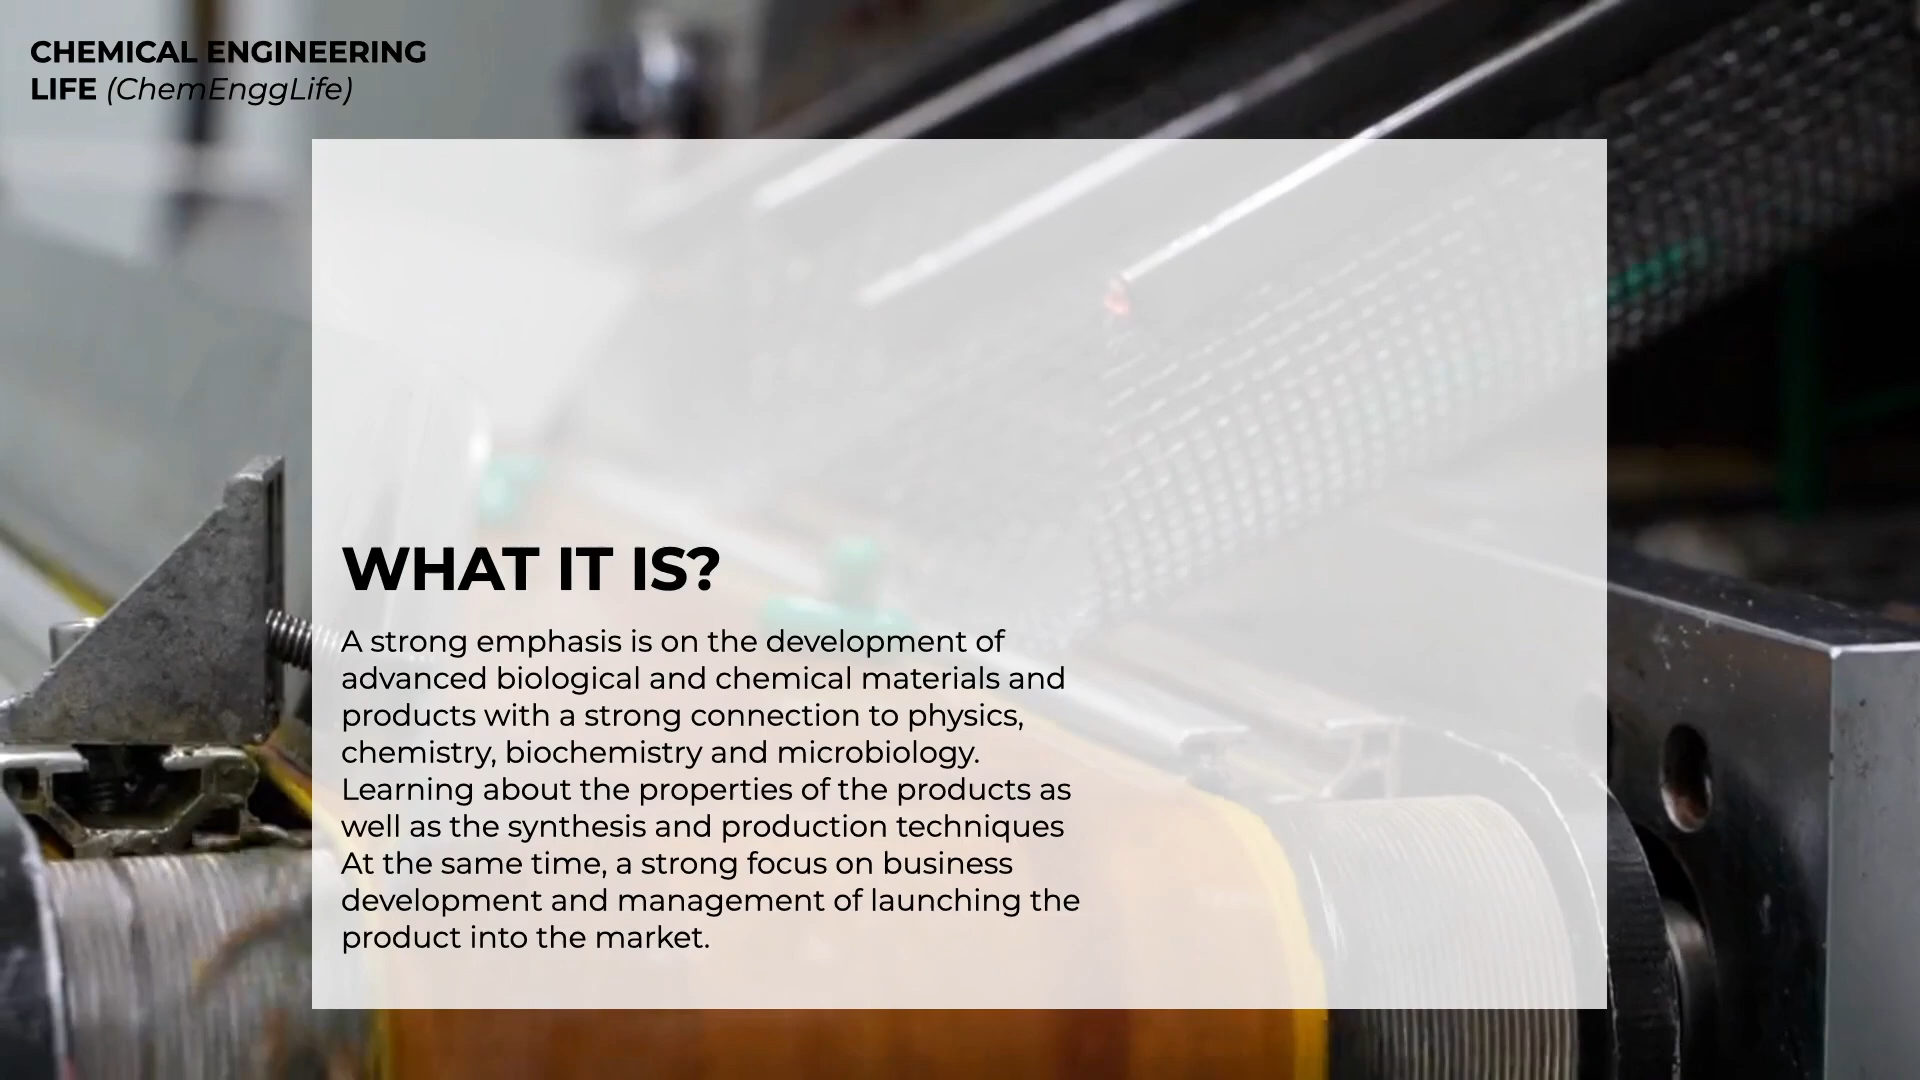 CHEMICAL ENGINEERING
LIFE (ChemEnggLife)
WHAT IT IS?
A strong emphasis is on the development of
advanced biological and chemical materials and
products with a strong connection to physics,
chemistry, biochemistry and microbiology.
Learning about the properties of the products as
well as the synthesis and production techniques
At the same time, a strong focus on business
development and management of launching the
product into the market.